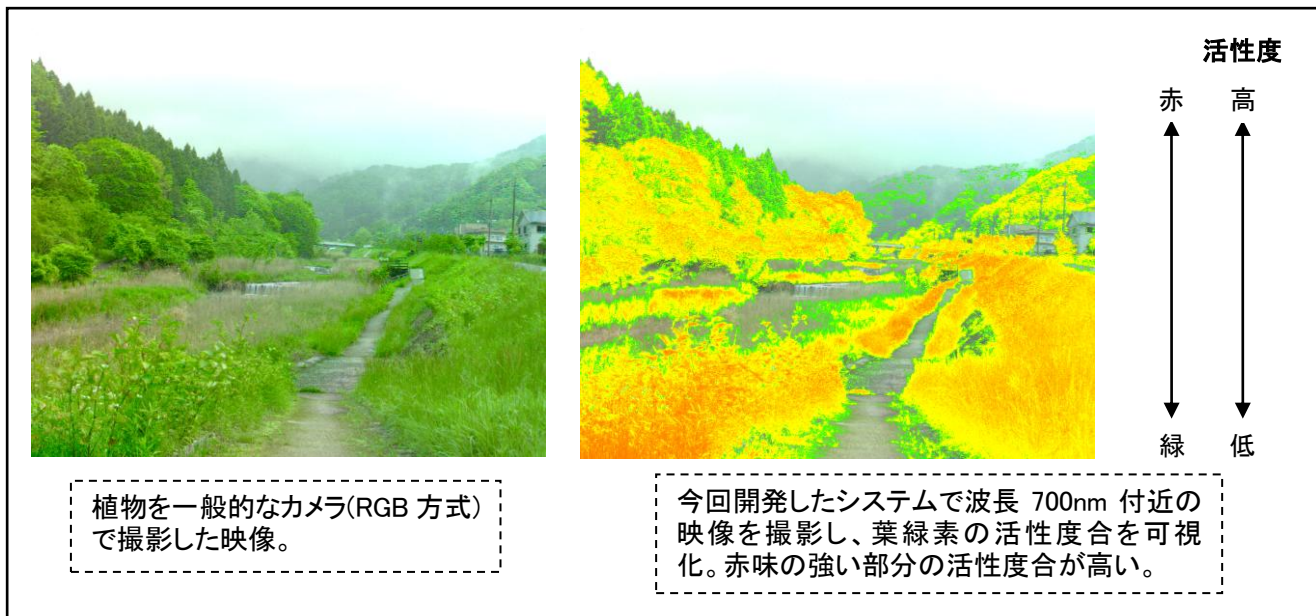 活性度
赤 高
緑 低
植物を一般的なカメラ(RGB 方式)
で撮影した映像。
今回開発したシステムで波長 700nm 付近の
映像を撮影し、葉緑素の活性度合を可視
化。赤味の強い部分の活性度合が高い。